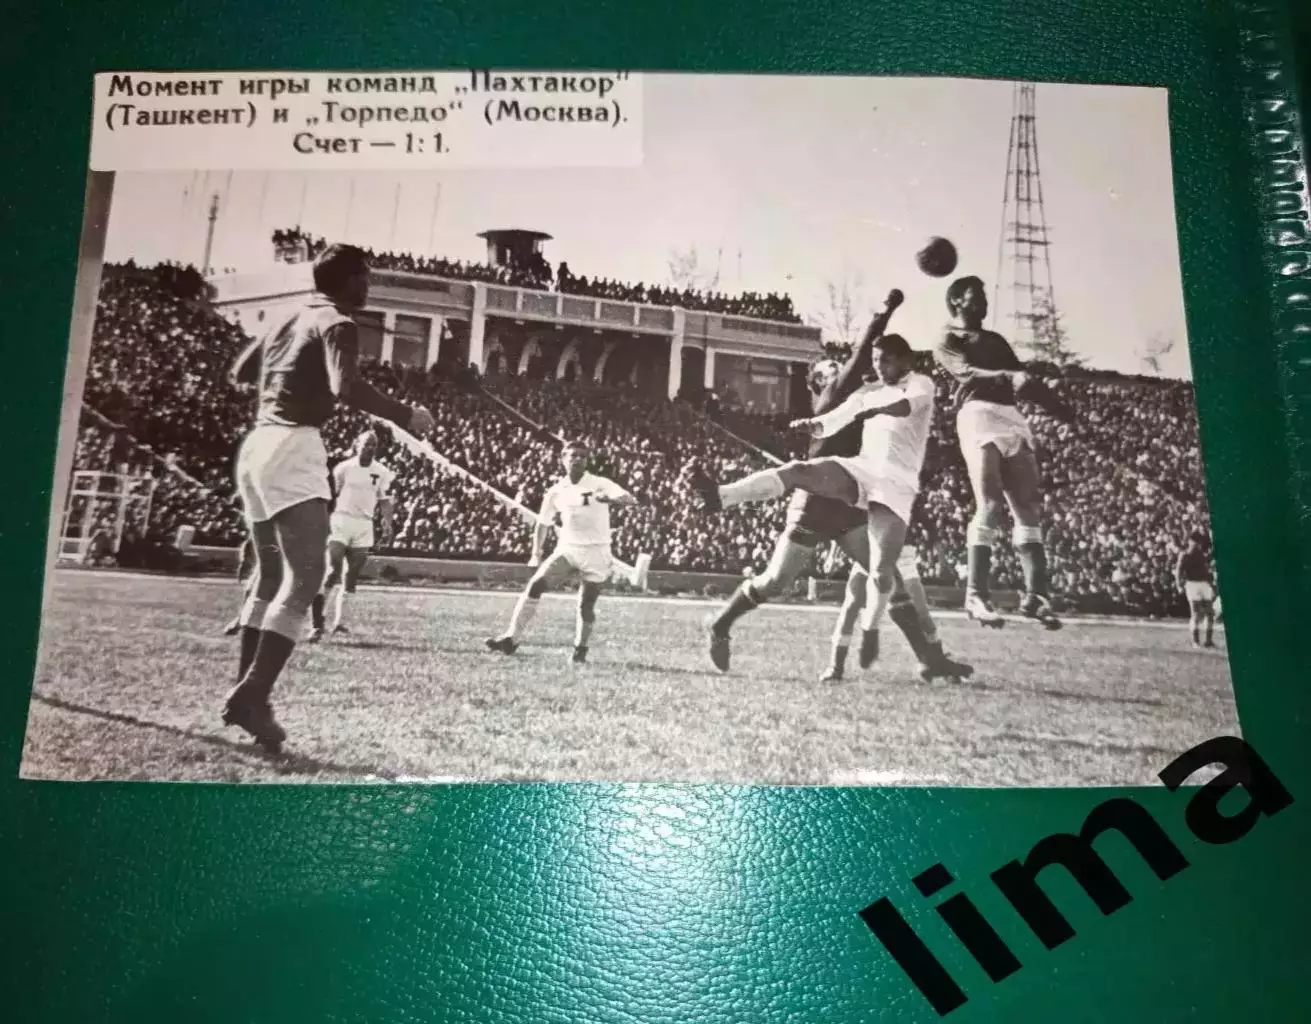 Момент игры команд „Пахтакор"
(Ташкент) и „Торпедо" (Москва).
Счет — 1:1.
Т
Т
lima